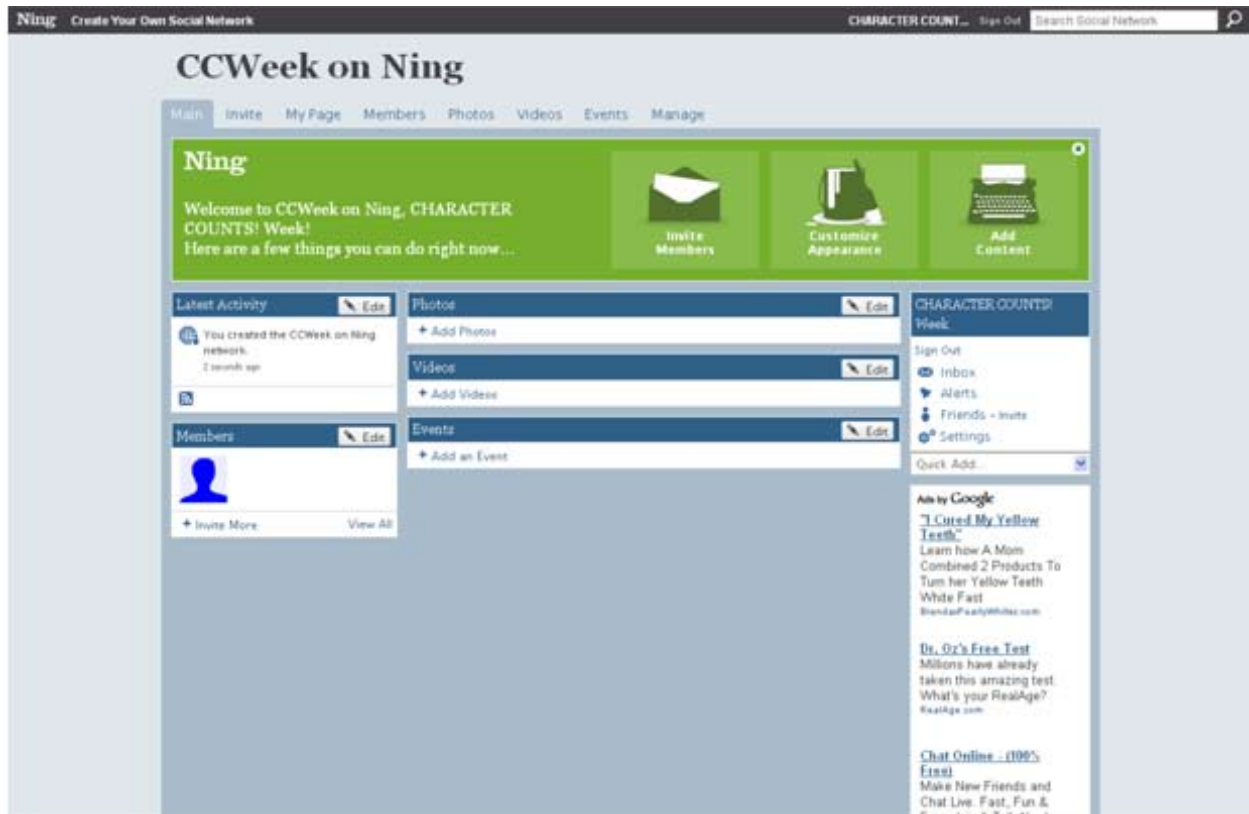 Ning Create Your Own Social Network CHARACTER COUNT... Sign Out Search Social Network
CCWeek on Ning
Main Invite My Page Members Photos Videos Events Manage
Ning
Welcome to CCWeek on Ning, CHARACTER
COUNTS! Week!
Here are a few things you can do right now...
Invite
Members
Customize
Appearance
Add
Content
Latest Activity Edit
You created the CCWeek on Ning
network.
2 seconds ago
Members Edit
+ Invite More View All
Photos Edit
+ Add Photos
Videos Edit
+ Add Videos
Events Edit
+ Add an Event
CHARACTER COUNTS!
Week
Sign Out
Inbox
Alerts
Friends - Invite
Settings
Quick Add...
Ads by Google
"I Cured My Yellow
Teeth"
Learn how A Mom
Combined 2 Products To
Turn her Yellow Teeth
White Fast
BrendasPearlyWhites.com
Dr. Oz's Free Test
Millions have already
taken this amazing test.
What's your RealAge?
RealAge.com
Chat Online - (100%
Free)
Make New Friends and
Chat Live. Fast, Fun &